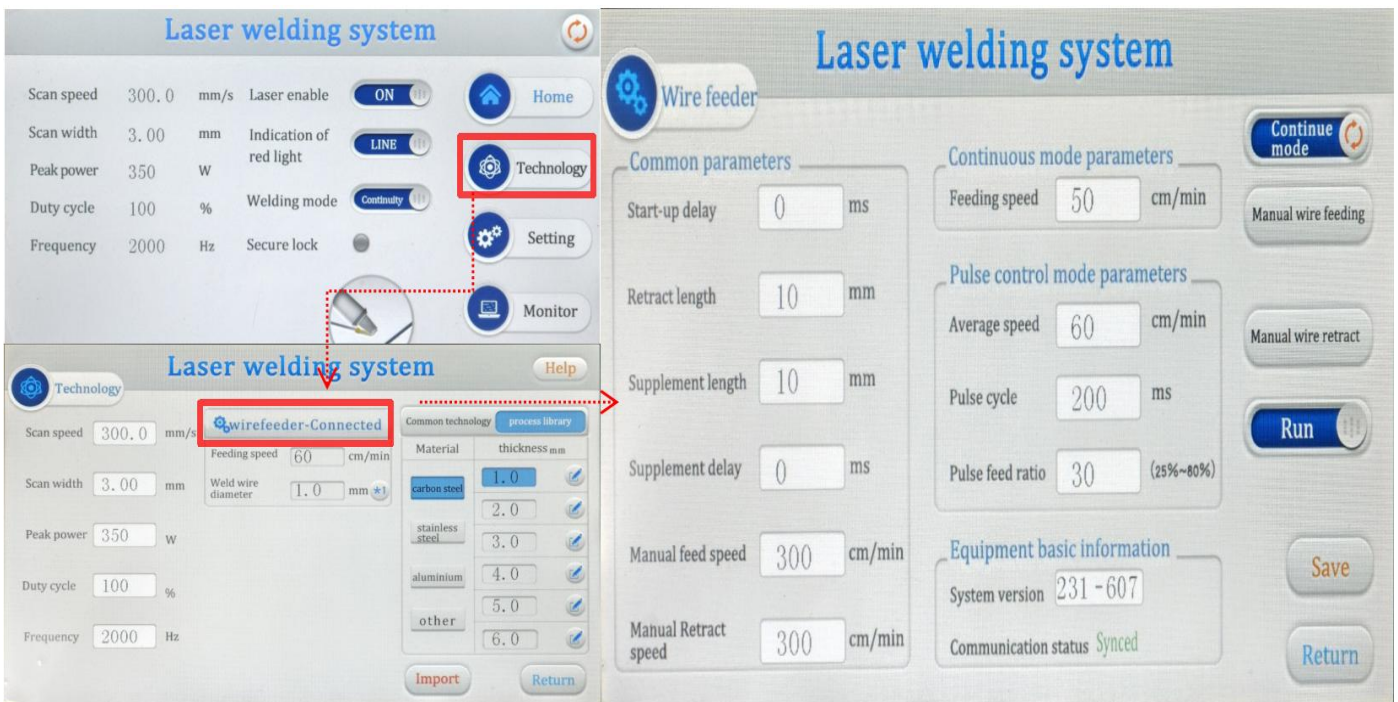 Laser welding system
Scan speed 300.0 mm/s Laser enable ON Home
Scan width 3.00 mm Indication of red light LINE
Peak power 350 W Technology
Duty cycle 100 % Welding mode Continuity
Frequency 2000 Hz Secure lock Setting
Monitor
Laser welding system Help
Technology
Scan speed 300.0 mm/s
Scan width 3.00 mm
Peak power 350 W
Duty cycle 100 %
Frequency 2000 Hz
wirefeeder-Connected
Feeding speed 60 cm/min
Weld wire diameter 1.0 mm *1
Common technology process library
Material thickness mm
carbon steel 1.0
2.0
stainless steel 3.0
aluminium 4.0
5.0
other 6.0
Import Return
Laser welding system
Wire feeder
Common parameters
Start-up delay 0 ms
Retract length 10 mm
Supplement length 10 mm
Supplement delay 0 ms
Manual feed speed 300 cm/min
Manual Retract speed 300 cm/min
Continuous mode parameters
Feeding speed 50 cm/min
Pulse control mode parameters
Average speed 60 cm/min
Pulse cycle 200 ms
Pulse feed ratio 30 (25%~80%)
Equipment basic information
System version 231-607
Communication status Synced
Continue mode
Manual wire feeding
Manual wire retract
Run
Save
Return